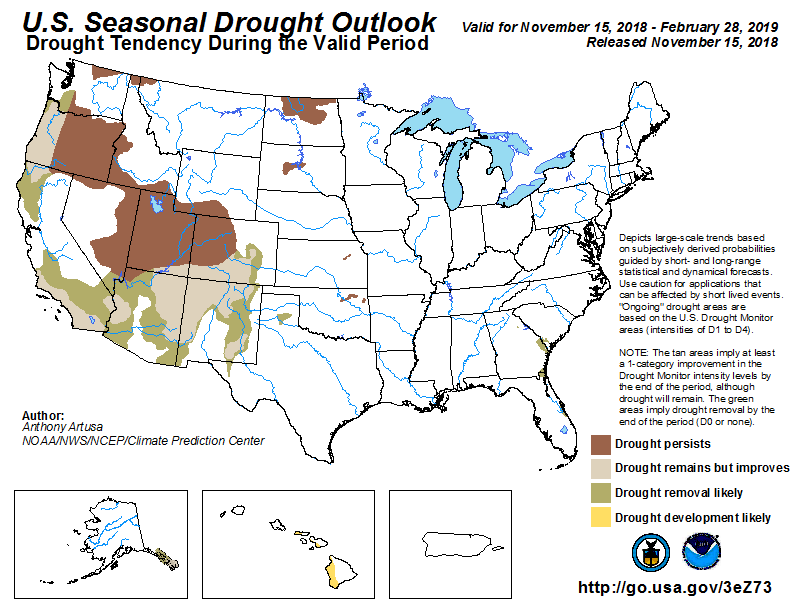 U.S. Seasonal Drought Outlook
Drought Tendency During the Valid Period
Valid for November 15, 2018 - February 28, 2019
Released November 15, 2018
Depicts large-scale trends based
on subjectively derived probabilities
guided by short- and long-range
statistical and dynamical forecasts.
Use caution for applications that
can be affected by short lived events.
"Ongoing" drought areas are
based on the U.S. Drought Monitor
areas (intensities of D1 to D4).
NOTE: The tan areas imply at least
a 1-category improvement in the
Drought Monitor intensity levels by
the end of the period, although
drought will remain. The green
areas imply drought removal by the
end of the period (D0 or none).
Author:
Anthony Artusa
NOAA/NWS/NCEP/Climate Prediction Center
Drought persists
Drought remains but improves
Drought removal likely
Drought development likely
http://go.usa.gov/3eZ73